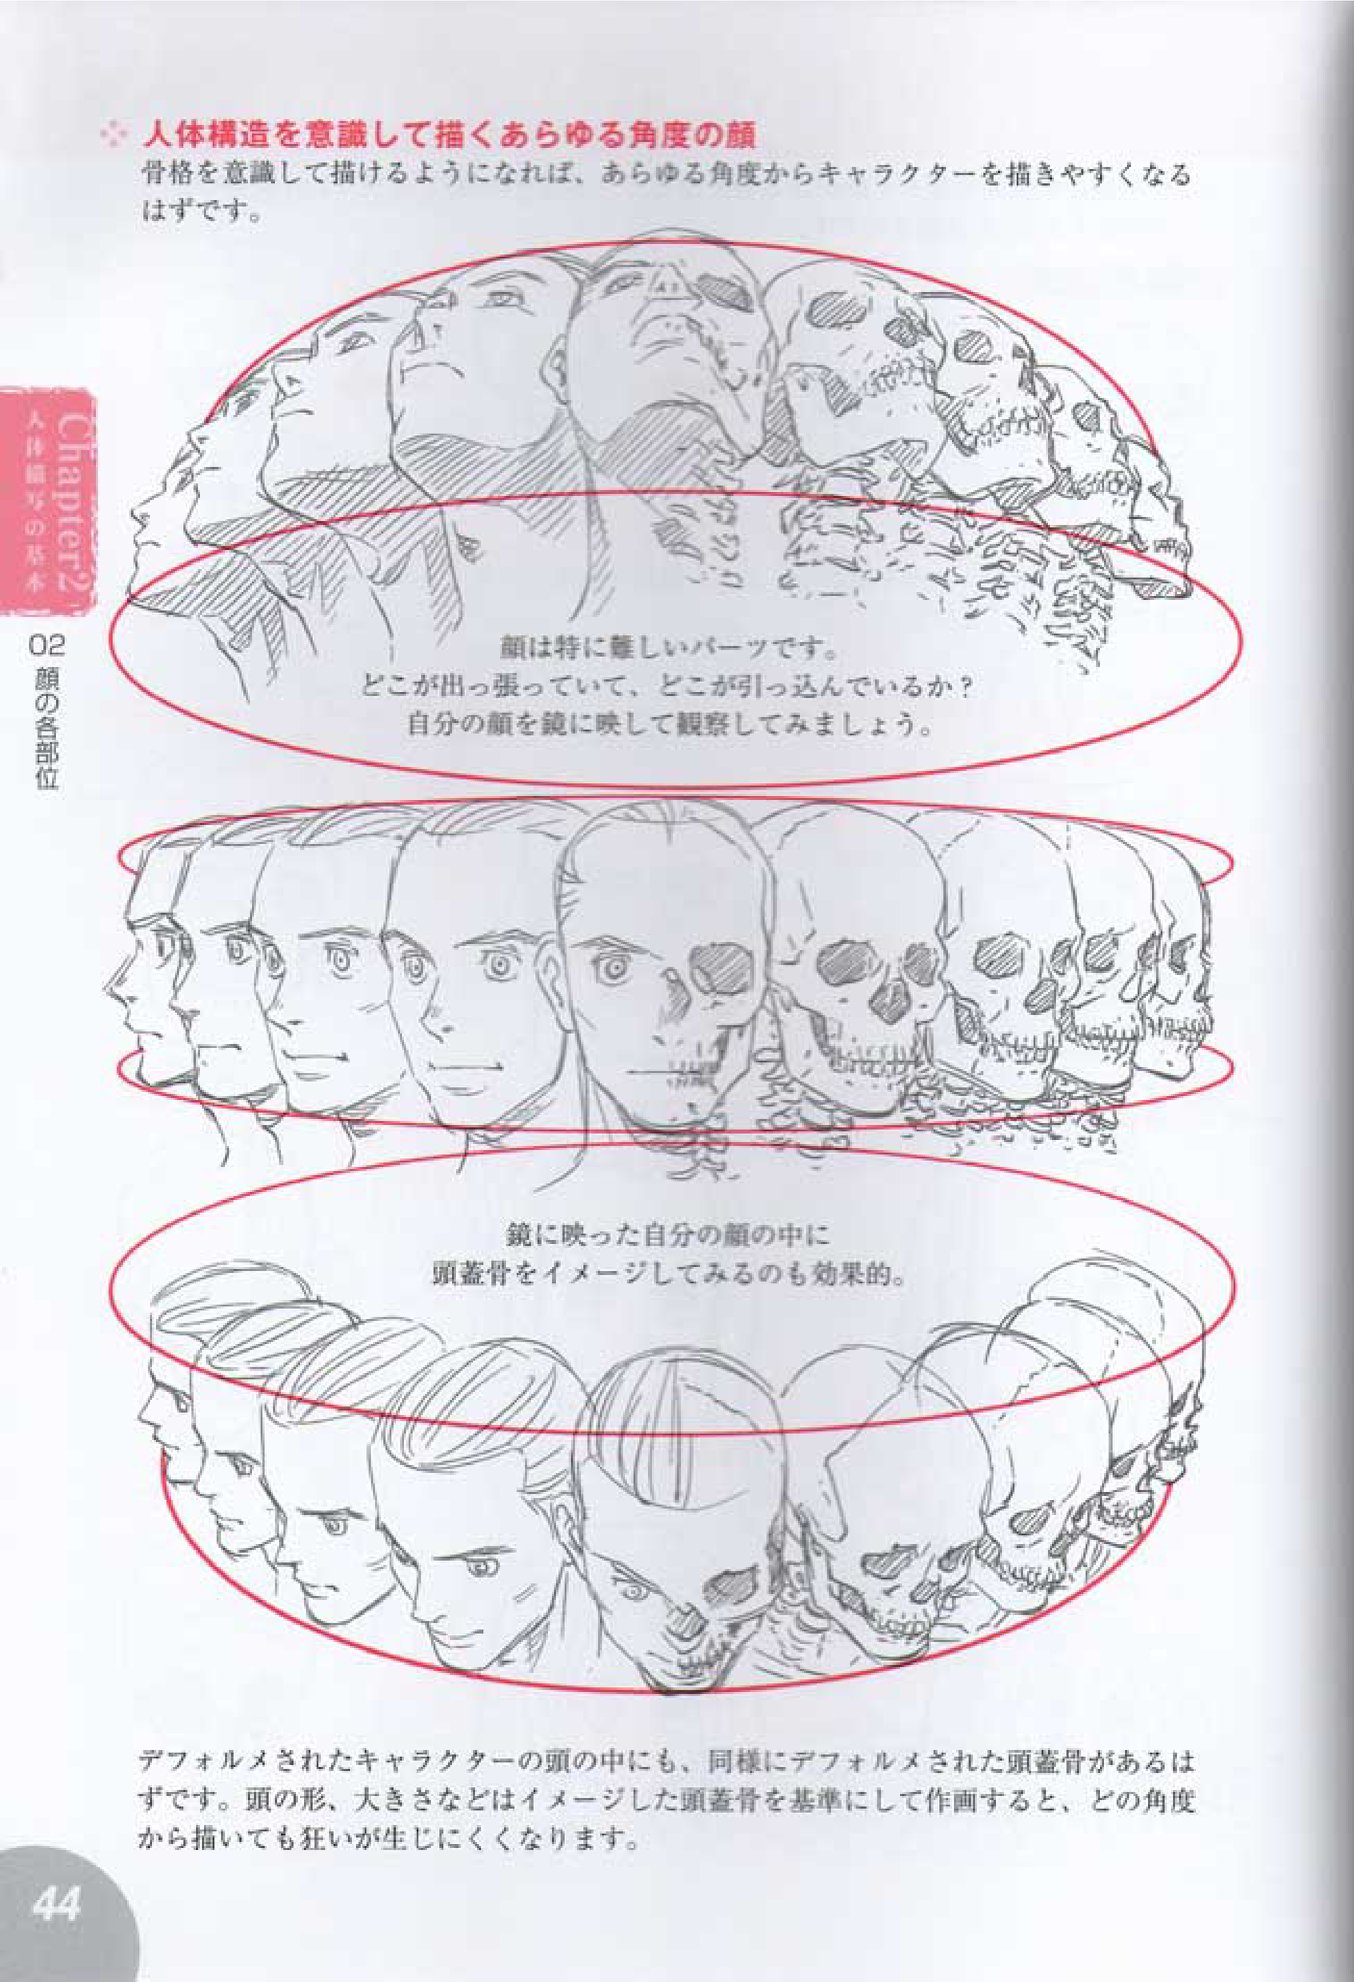 人体構造を意識して描くあらゆる角度の顔
骨格を意識して描けるようになれば、あらゆる角度からキャラクターを描きやすくなる
はずです。
Chapter2
人体描写の基本
02
顔の各部位
顔は特に難しいパーツです。
どこが出っ張っていて、どこが引っ込んでいるか？
自分の顔を鏡に映して観察してみましょう。
鏡に映った自分の顔の中に
頭蓋骨をイメージしてみるのも効果的。
デフォルメされたキャラクターの頭の中にも、同様にデフォルメされた頭蓋骨があるは
ずです。頭の形、大きさなどはイメージした頭蓋骨を基準にして作画すると、どの角度
から描いても狂いが生じにくくなります。
44